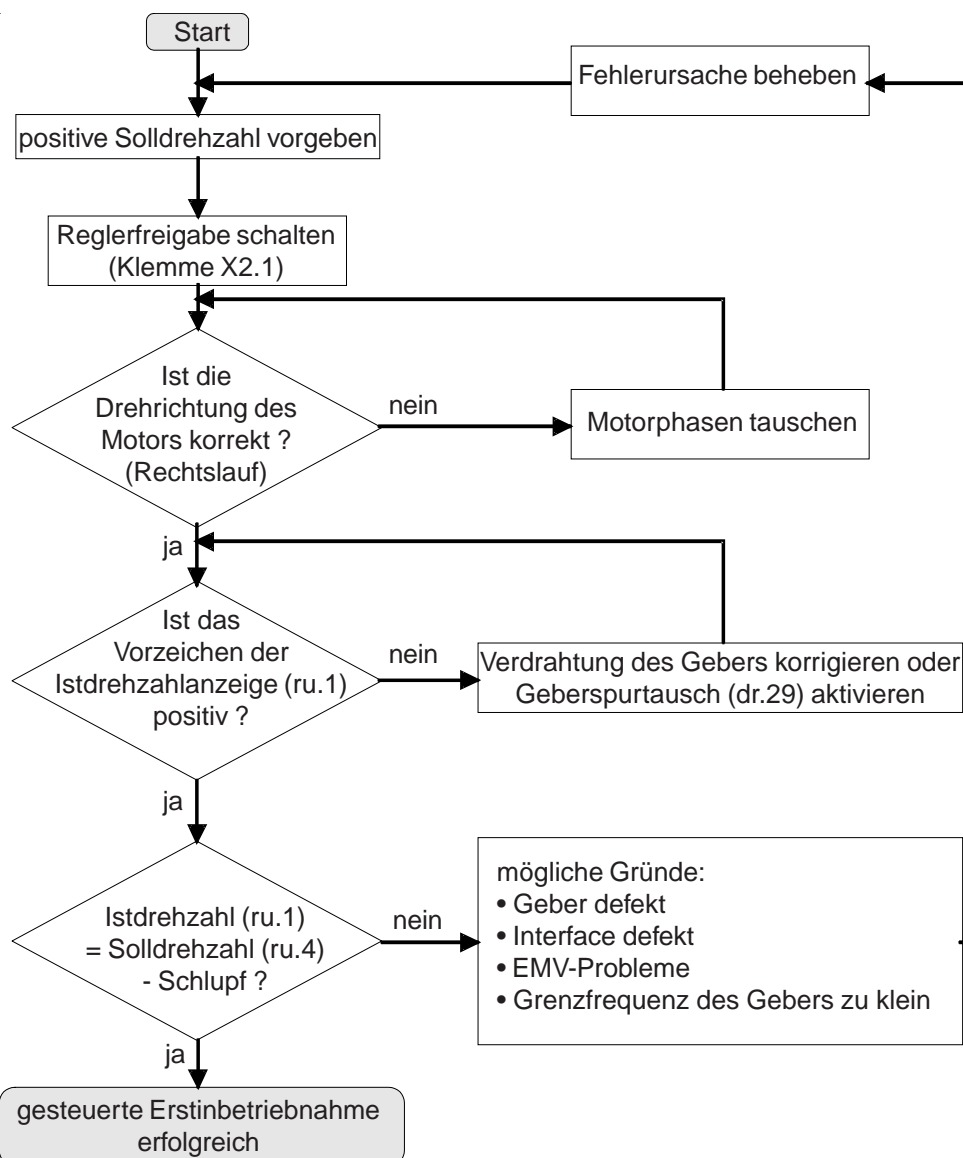 Start
Fehlerursache beheben
positive Solldrehzahl vorgeben
Reglerfreigabe schalten
(Klemme X2.1)
Ist die
Drehrichtung des
Motors korrekt ?
(Rechtslauf)
nein
Motorphasen tauschen
ja
Ist das
Vorzeichen der
Istdrehzahlanzeige (ru.1)
positiv ?
nein
Verdrahtung des Gebers korrigieren oder
Geberspurtausch (dr.29) aktivieren
ja
Istdrehzahl (ru.1)
= Solldrehzahl (ru.4)
- Schlupf ?
nein
mögliche Gründe:
• Geber defekt
• Interface defekt
• EMV-Probleme
• Grenzfrequenz des Gebers zu klein
ja
gesteuerte Erstinbetriebnahme
erfolgreich